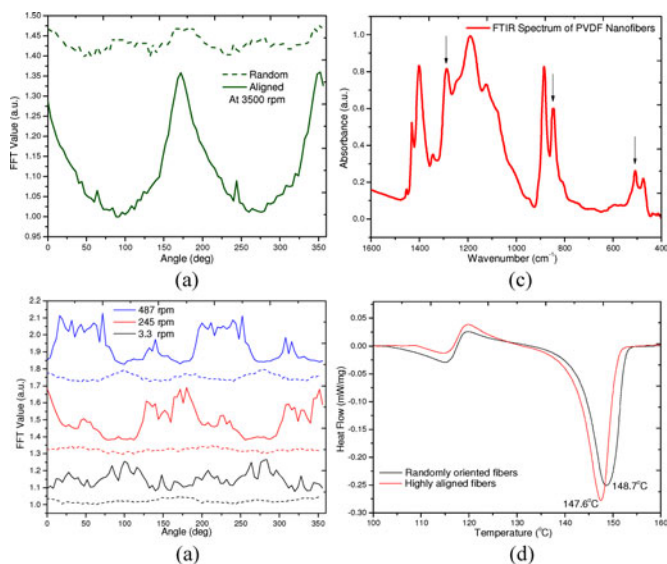 1.50
1.45
1.40
1.35
1.30
1.25
1.20
1.15
1.10
1.05
1.00
0.95
FFT Value (a.u.)
Random
Aligned
At 3500 rpm
0 50 100 150 200 250 300 350
Angle (deg)
(a)
FTIR Spectrum of PVDF Nanofibers
1.0
0.8
0.6
0.4
0.2
0.0
Absorbance (a.u.)
1600 1400 1200 1000 800 600 400
Wavenumber (cm⁻¹)
(c)
2.2
2.1
2.0
1.9
1.8
1.7
1.6
1.5
1.4
1.3
1.2
1.1
1.0
FFT Value (a.u.)
487 rpm
245 rpm
3.3 rpm
0 50 100 150 200 250 300 350
Angle (deg)
(a)
0.05
0.00
-0.05
-0.10
-0.15
-0.20
-0.25
-0.30
Heat Flow (mW/mg)
Randomly oriented fibers
Highly aligned fibers
148.7°C
147.6°C
100 110 120 130 140 150 160
Temperature (°C)
(d)